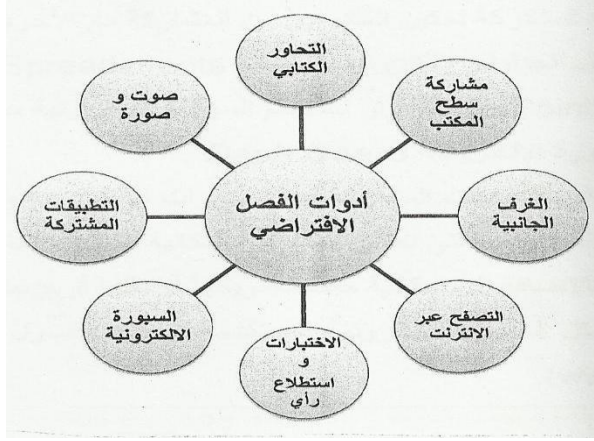 أدوات الفصل
الافتراضي
التحاور
الكتابي
مشاركة
سطح
المكتب
الغرف
الجانبية
التصفح عبر
الانترنت
الاختبارات
و
استطلاع
رأي
السبورة
الالكترونية
التطبيقات
المشتركة
صوت و
صورة